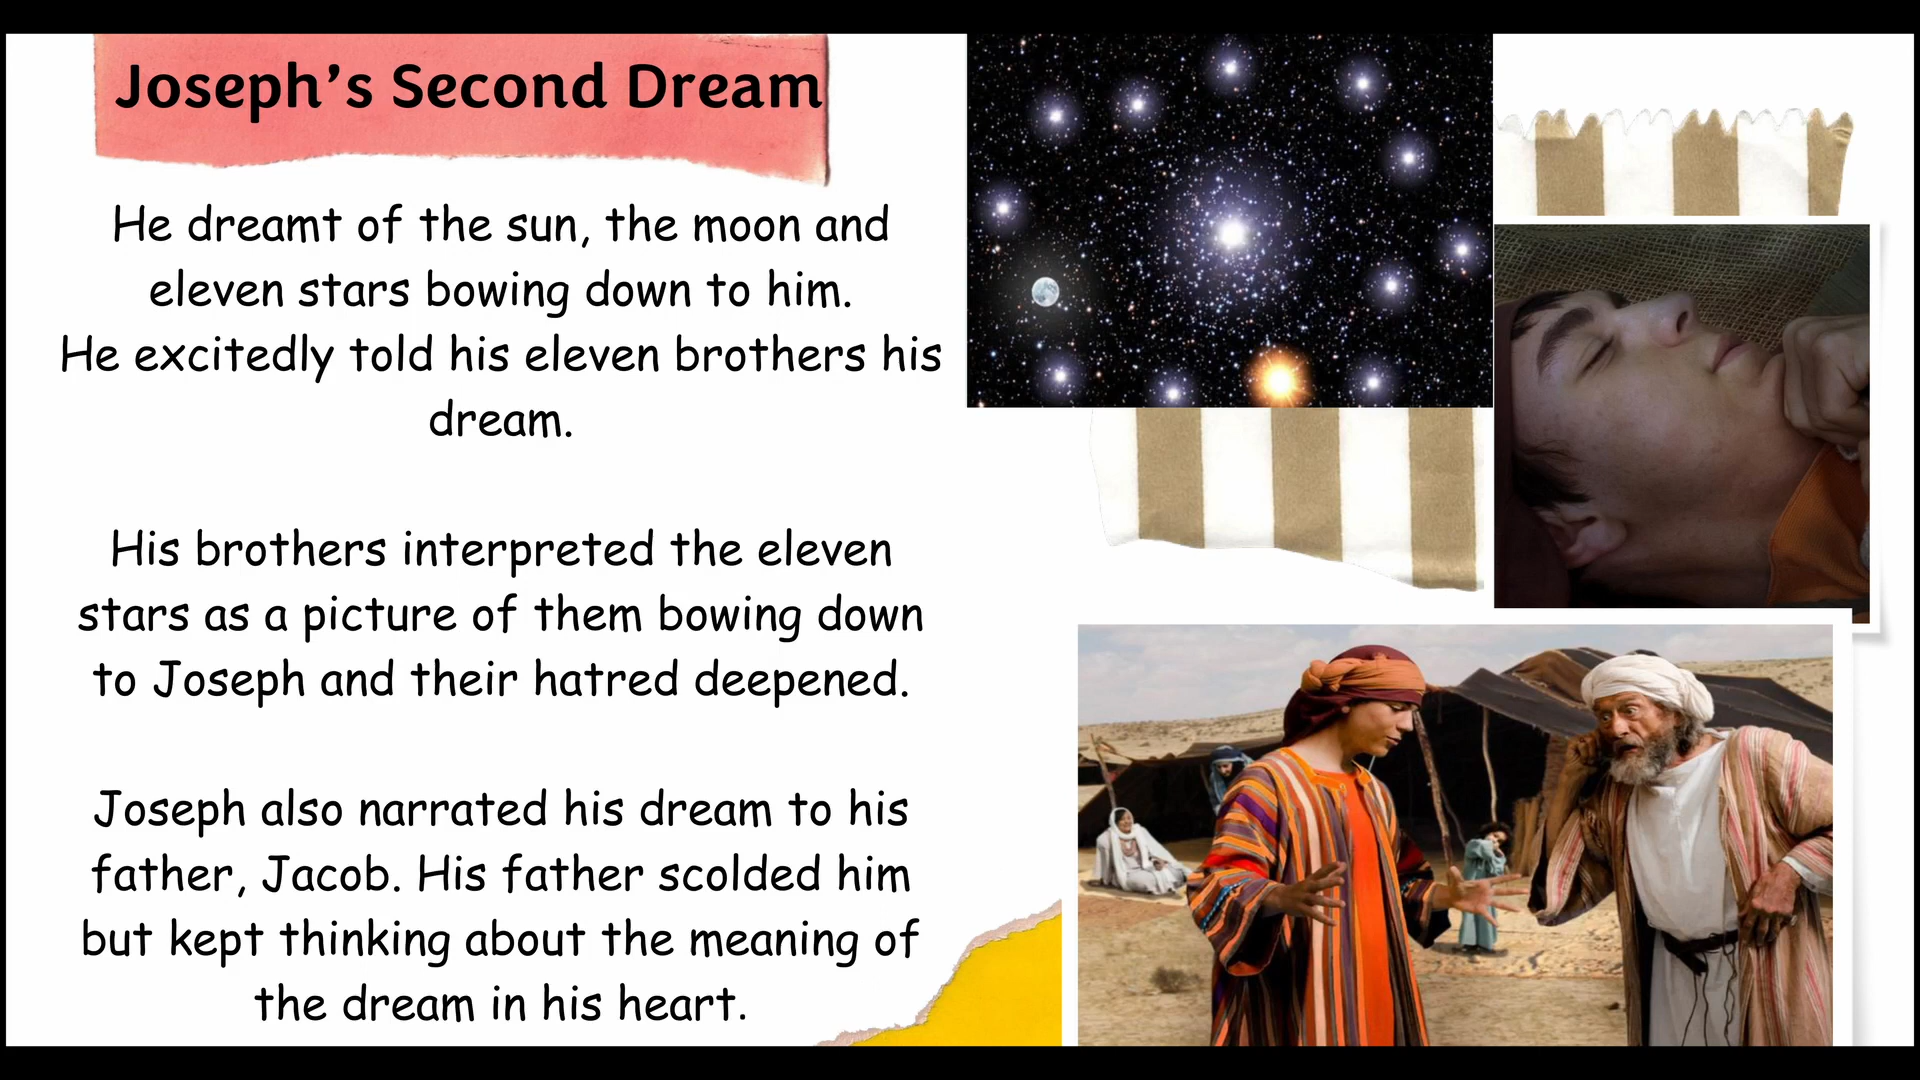 Joseph’s Second Dream
He dreamt of the sun, the moon and
eleven stars bowing down to him.
He excitedly told his eleven brothers his
dream.
His brothers interpreted the eleven
stars as a picture of them bowing down
to Joseph and their hatred deepened.
Joseph also narrated his dream to his
father, Jacob. His father scolded him
but kept thinking about the meaning of
the dream in his heart.